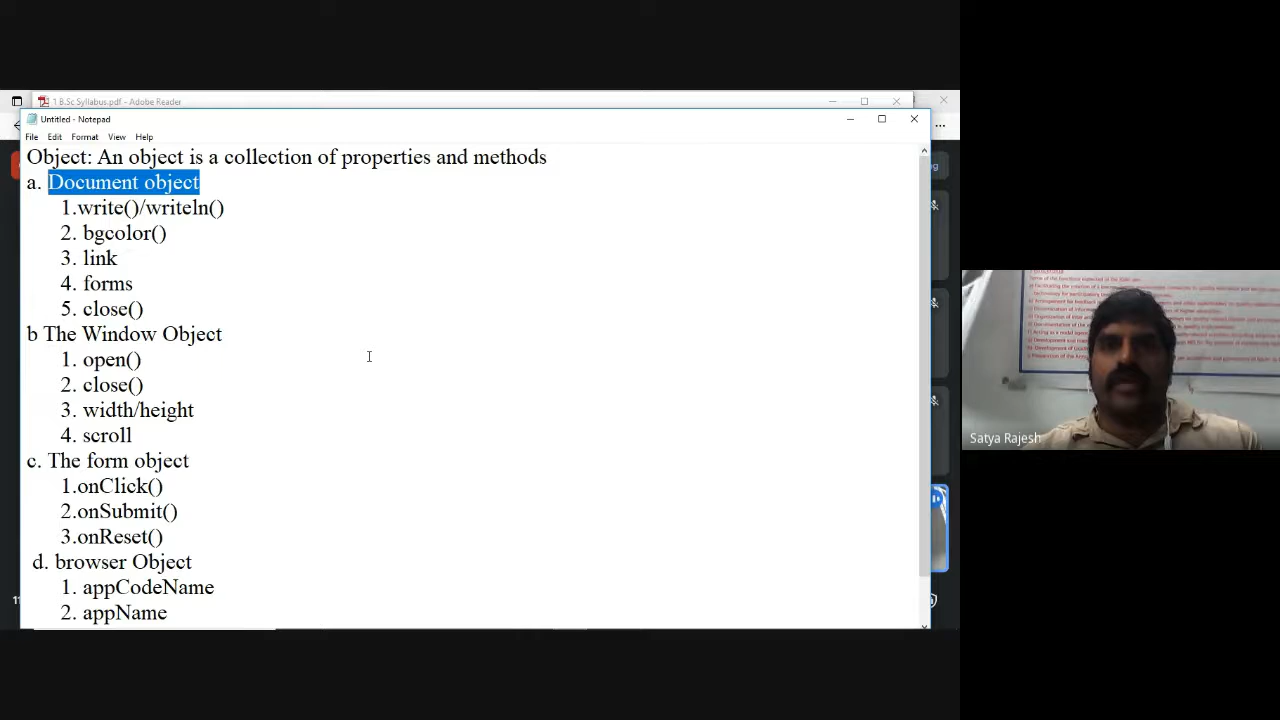 1 B.Sc Syllabus.pdf - Adobe Reader
Untitled - Notepad
File Edit Format View Help
Object: An object is a collection of properties and methods
a. Document object
1.write()/writeln()
2. bgcolor()
3. link
4. forms
5. close()
b The Window Object
1. open()
2. close()
3. width/height
4. scroll
c. The form object
1.onClick()
2.onSubmit()
3.onReset()
d. browser Object
1. appCodeName
2. appName
11
Satya Rajesh